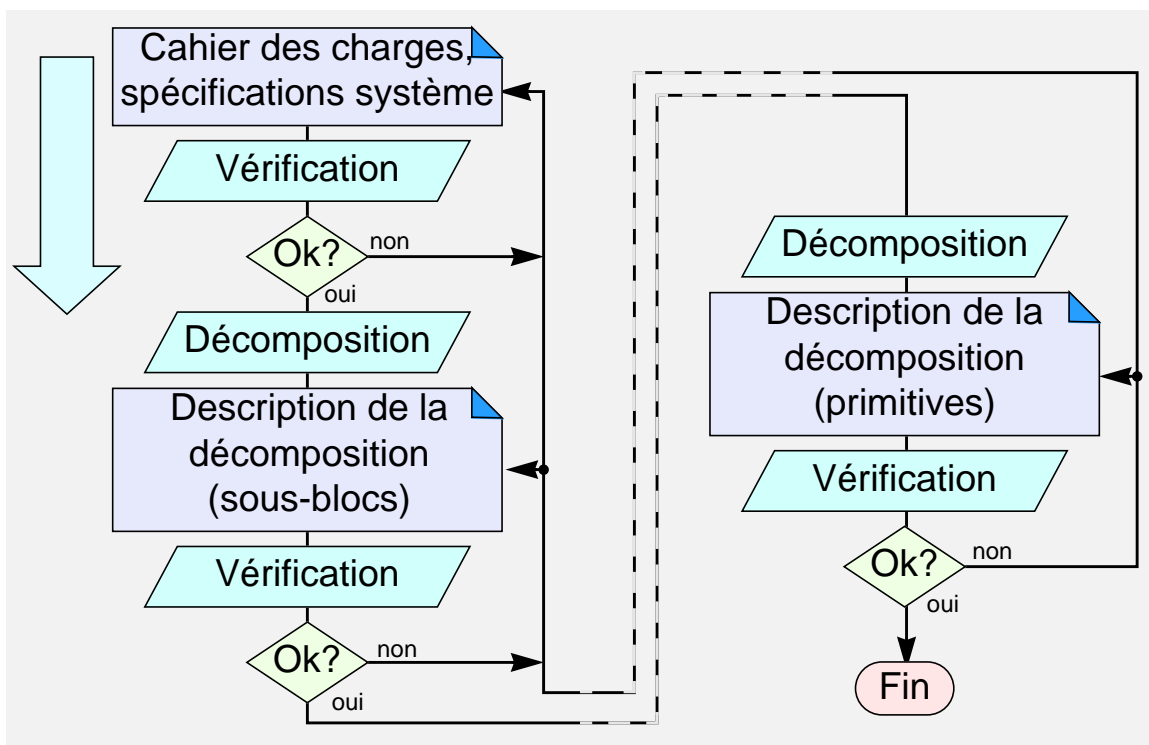 Cahier des charges,
spécifications système
Vérification
Ok?
non
oui
Décomposition
Description de la
décomposition
(sous-blocs)
Vérification
Ok?
non
oui
Décomposition
Description de la
décomposition
(primitives)
Vérification
Ok?
non
oui
Fin